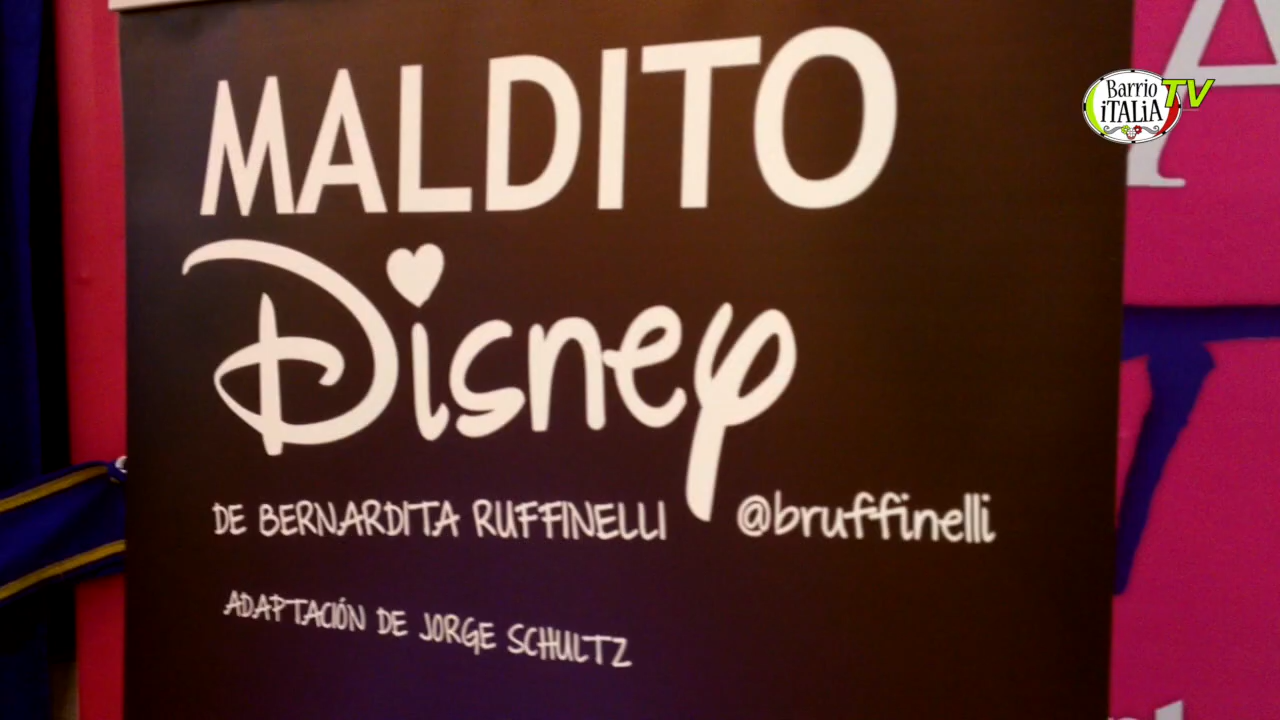 MALDITO
Disney
DE BERNARDITA RUFFINELLI @bruffinelli
ADAPTACIÓN DE JORGE SCHULTZ
Barrio
iTALiA TV